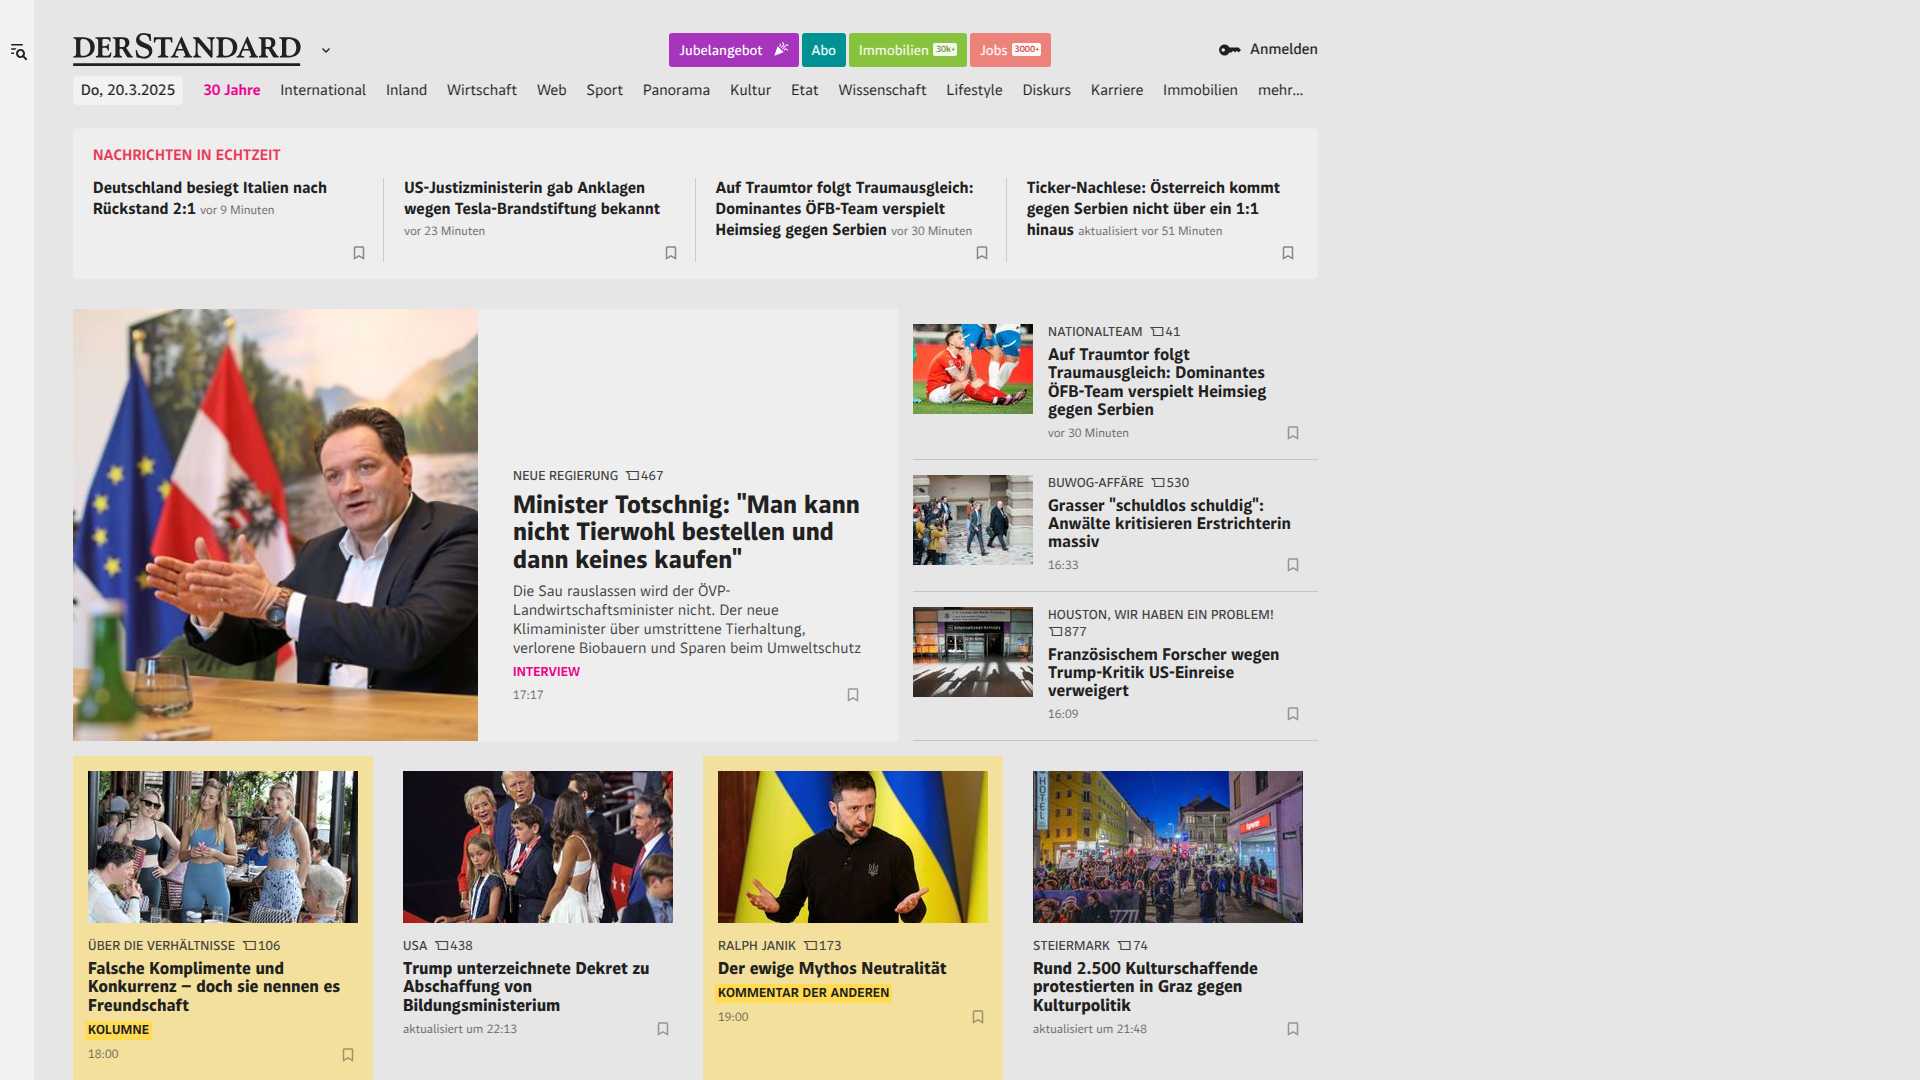 DERSTANDARD
Jubelangebot
Abo
Immobilien 30k+
Jobs 3000+
Anmelden
Do, 20.3.2025
30 Jahre
International
Inland
Wirtschaft
Web
Sport
Panorama
Kultur
Etat
Wissenschaft
Lifestyle
Diskurs
Karriere
Immobilien
mehr...
NACHRICHTEN IN ECHTZEIT
Deutschland besiegt Italien nach
Rückstand 2:1 vor 9 Minuten
US-Justizministerin gab Anklagen
wegen Tesla-Brandstiftung bekannt
vor 23 Minuten
Auf Traumtor folgt Traumausgleich:
Dominantes ÖFB-Team verspielt
Heimsieg gegen Serbien vor 30 Minuten
Ticker-Nachlese: Österreich kommt
gegen Serbien nicht über ein 1:1
hinaus aktualisiert vor 51 Minuten
NEUE REGIERUNG 467
Minister Totschnig: "Man kann
nicht Tierwohl bestellen und
dann keines kaufen"
Die Sau rauslassen wird der ÖVP-
Landwirtschaftsminister nicht. Der neue
Klimaminister über umstrittene Tierhaltung,
verlorene Biobauern und Sparen beim Umweltschutz
INTERVIEW
17:17
NATIONALTEAM 41
Auf Traumtor folgt
Traumausgleich: Dominantes
ÖFB-Team verspielt Heimsieg
gegen Serbien
vor 30 Minuten
BUWOG-AFFÄRE 530
Grasser "schuldlos schuldig":
Anwälte kritisieren Erstrichterin
massiv
16:33
HOUSTON, WIR HABEN EIN PROBLEM!
877
Französischem Forscher wegen
Trump-Kritik US-Einreise
verweigert
16:09
ÜBER DIE VERHÄLTNISSE 106
Falsche Komplimente und
Konkurrenz – doch sie nennen es
Freundschaft
KOLUMNE
18:00
USA 438
Trump unterzeichnete Dekret zu
Abschaffung von
Bildungsministerium
aktualisiert um 22:13
RALPH JANIK 173
Der ewige Mythos Neutralität
KOMMENTAR DER ANDEREN
19:00
HOTEL
STEIERMARK 74
Rund 2.500 Kulturschaffende
protestierten in Graz gegen
Kulturpolitik
aktualisiert um 21:48